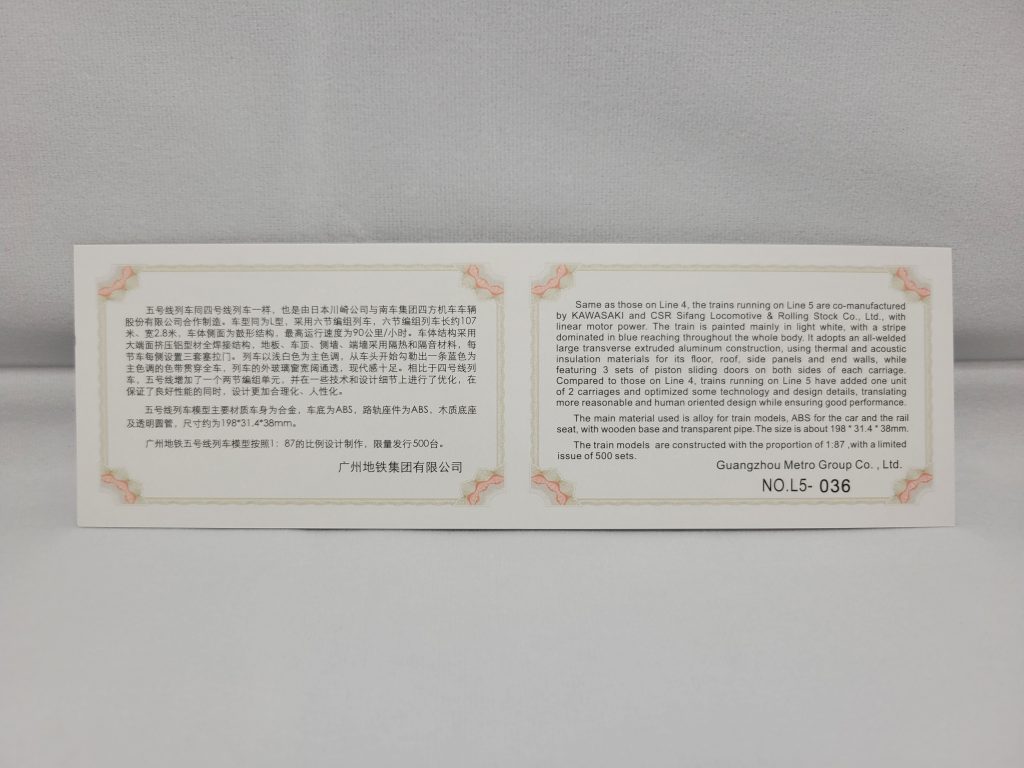 五号线列车同四号线列车一样，也是由日本川崎公司与南车集团四方机车车辆
股份有限公司合作制造。车型同为L型，采用六节编组列车，六节编组列车长约107
米、宽2.8米，车体侧面为鼓形结构，最高运行速度为90公里/小时。车体结构采用
大端面挤压铝型材全焊接结构，地板、车顶、侧墙、端墙采用隔热和隔音材料，每
节车每侧设置三套塞拉门。列车以浅白色为主色调，从车头开始勾勒出一条蓝色为
主色调的色带贯穿全车，列车的外玻璃窗宽阔通透，现代感十足。相比于四号线列
车，五号线增加了一个两节编组单元，并在一些技术和设计细节上进行了优化，在
保证了良好性能的同时，设计更加合理化、人性化。
五号线列车模型主要材质车身为合金，车底为ABS，路轨座件为ABS，木质底座
及透明圆管，尺寸约为198*31.4*38mm。
广州地铁五号线列车模型按照1：87的比例设计制作，限量发行500台。
广州地铁集团有限公司
Same as those on Line 4, the trains running on Line 5 are co-manufactured
by KAWASAKI and CSR Sifang Locomotive & Rolling Stock Co., Ltd., with
linear motor power. The train is painted mainly in light white, with a stripe
dominated in blue reaching throughout the whole body. It adopts an all-welded
large transverse extruded aluminum construction, using thermal and acoustic
insulation materials for its floor, roof, side panels and end walls, while
featuring 3 sets of piston sliding doors on both sides of each carriage.
Compared to those on Line 4, trains running on Line 5 have added one unit
of 2 carriages and optimized some technology and design details, translating
more reasonable and human oriented design while ensuring good performance.
The main material used is alloy for train models, ABS for the car and the rail
seat, with wooden base and transparent pipe. The size is about 198 * 31.4 * 38mm.
The train models are constructed with the proportion of 1:87 ,with a limited
issue of 500 sets.
Guangzhou Metro Group Co. , Ltd.
NO.L5- 036